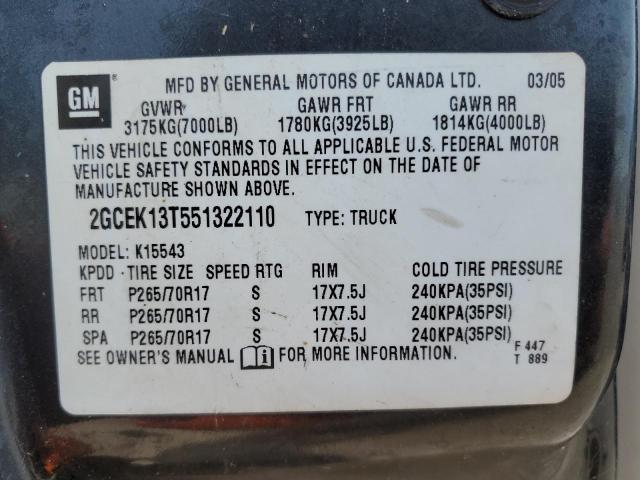 GM ® MFD BY GENERAL MOTORS OF CANADA LTD. 03/05
GVWR GAWR FRT GAWR RR
3175KG(7000LB) 1780KG(3925LB) 1814KG(4000LB)
THIS VEHICLE CONFORMS TO ALL APPLICABLE U.S. FEDERAL MOTOR
VEHICLE SAFETY STANDARDS IN EFFECT ON THE DATE OF
MANUFACTURE SHOWN ABOVE.
2GCEK13T551322110 TYPE: TRUCK
MODEL: K15543
KPDD TIRE SIZE SPEED RTG RIM COLD TIRE PRESSURE
FRT P265/70R17 S 17X7.5J 240KPA(35PSI)
RR P265/70R17 S 17X7.5J 240KPA(35PSI)
SPA P265/70R17 S 17X7.5J 240KPA(35PSI)
SEE OWNER'S MANUAL FOR MORE INFORMATION.
F 447
T 889